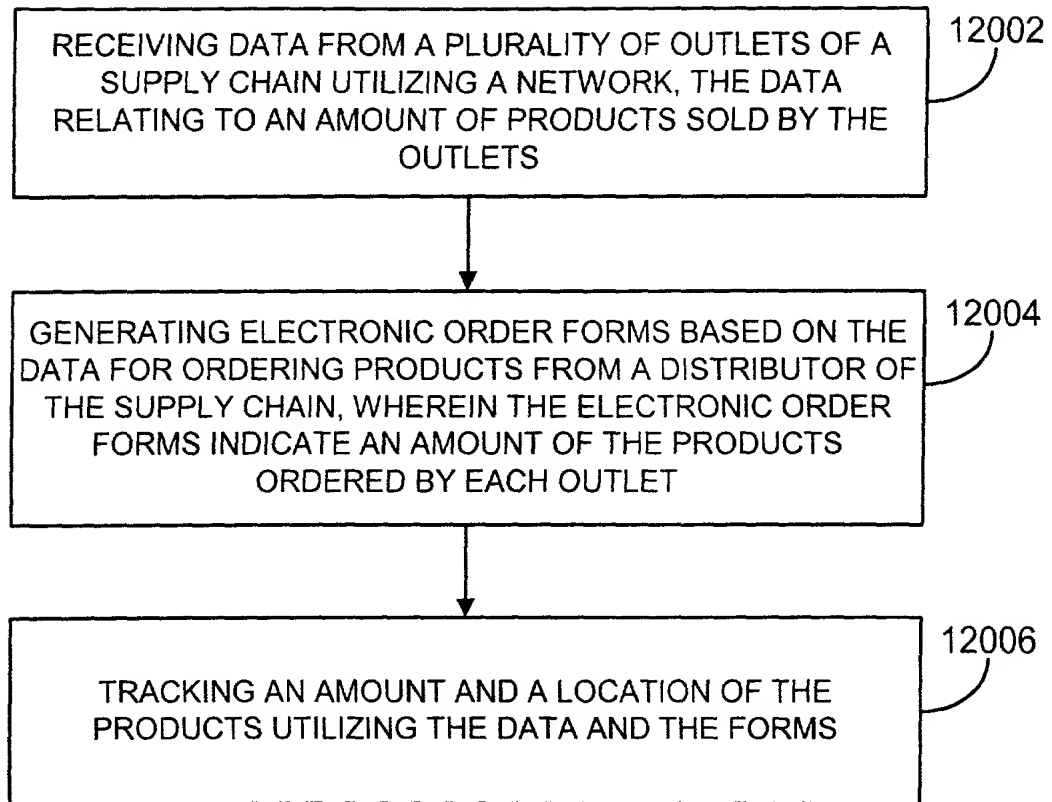 RECEIVING DATA FROM A PLURALITY OF OUTLETS OF A
SUPPLY CHAIN UTILIZING A NETWORK, THE DATA
RELATING TO AN AMOUNT OF PRODUCTS SOLD BY THE
OUTLETS
12002
GENERATING ELECTRONIC ORDER FORMS BASED ON THE
DATA FOR ORDERING PRODUCTS FROM A DISTRIBUTOR OF
THE SUPPLY CHAIN, WHEREIN THE ELECTRONIC ORDER
FORMS INDICATE AN AMOUNT OF THE PRODUCTS
ORDERED BY EACH OUTLET
12004
TRACKING AN AMOUNT AND A LOCATION OF THE
PRODUCTS UTILIZING THE DATA AND THE FORMS
12006